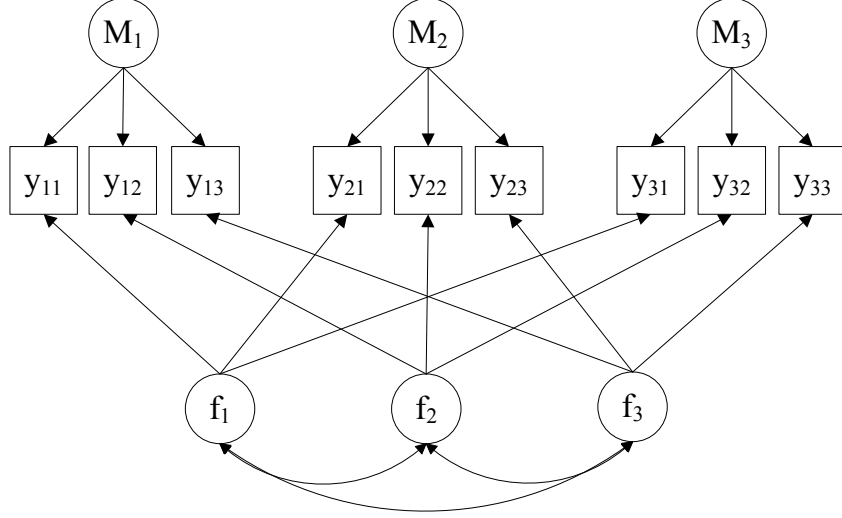 M₁ M₂ M₃
y₁₁ y₁₂ y₁₃ y₂₁ y₂₂ y₂₃ y₃₁ y₃₂ y₃₃
f₁ f₂ f₃